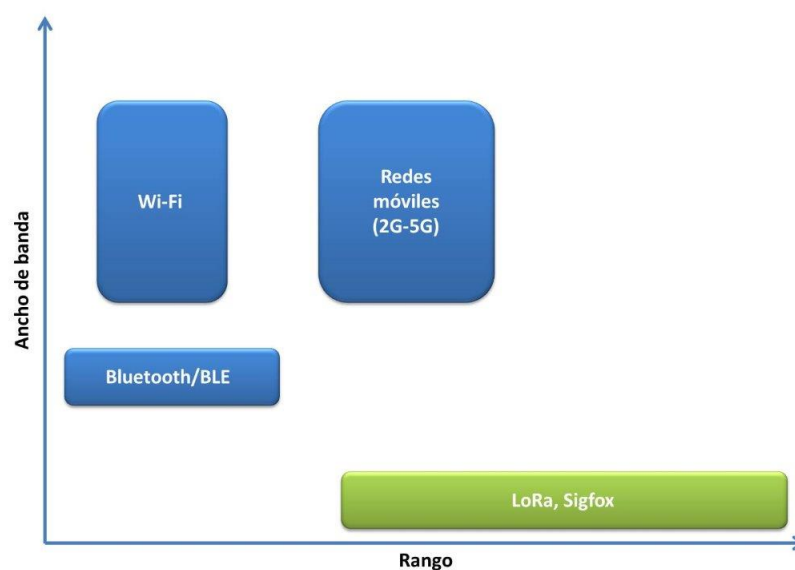 Ancho de banda
Wi-Fi
Redes
móviles
(2G-5G)
Bluetooth/BLE
LoRa, Sigfox
Rango